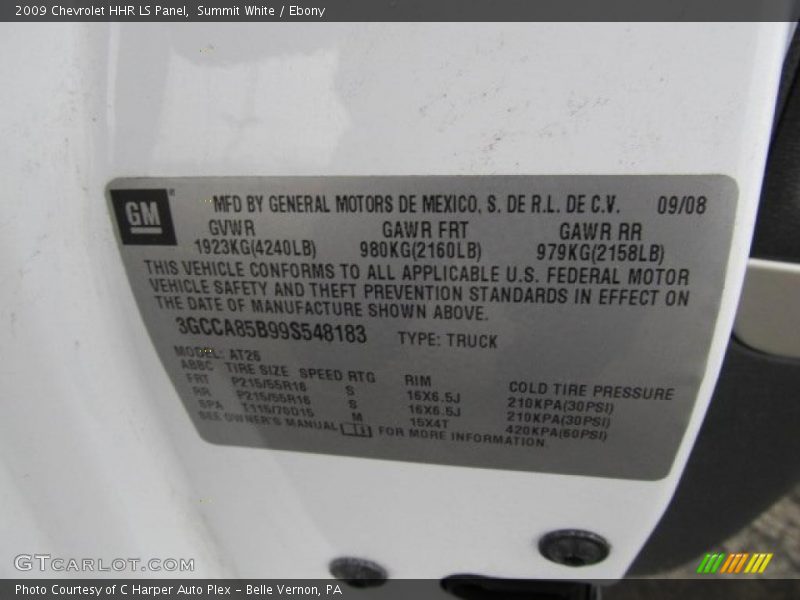 2009 Chevrolet HHR LS Panel,  Summit White / Ebony
GM MFD BY GENERAL MOTORS DE MEXICO, S. DE R.L. DE C.V. 09/08
GVWR GAWR FRT GAWR RR
1923KG(4240LB) 980KG(2160LB) 979KG(2158LB)
THIS VEHICLE CONFORMS TO ALL APPLICABLE U.S. FEDERAL MOTOR
VEHICLE SAFETY AND THEFT PREVENTION STANDARDS IN EFFECT ON
THE DATE OF MANUFACTURE SHOWN ABOVE.
3GCCA85B99S548183 TYPE: TRUCK
MODEL: AT26
ABBC TIRE SIZE SPEED RTG RIM COLD TIRE PRESSURE
FRT P215/55R16 S 16X6.5J 210KPA(30PSI)
RR P215/55R16 S 16X6.5J 210KPA(30PSI)
SPA T115/70D15 M 15X4T 420KPA(60PSI)
SEE OWNER'S MANUAL FOR MORE INFORMATION.
GTCARLOT.COM
Photo Courtesy of C Harper Auto Plex - Belle Vernon, PA